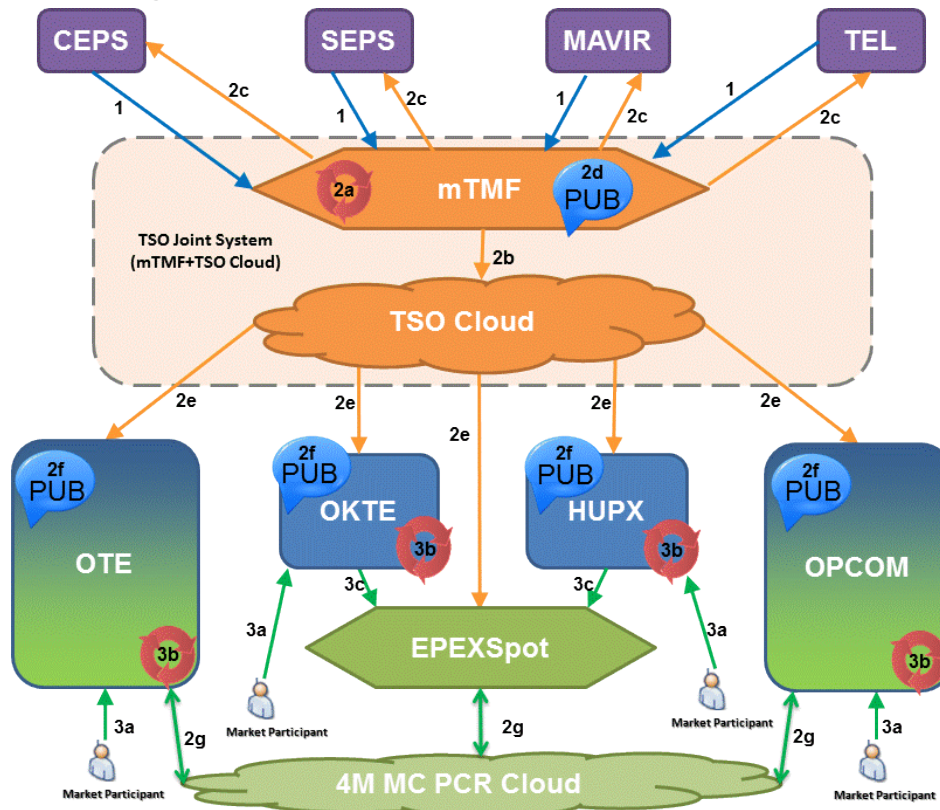 CEPS
SEPS
MAVIR
TEL
2c
2c
1
1
1
2c
1
2c
2a
mTMF
2d
PUB
TSO Joint System
(mTMF+TSO Cloud)
2b
TSO Cloud
2e
2e
2e
2e
2e
2f
PUB
OTE
3b
2f
PUB
OKTE
3b
2f
PUB
HUPX
3b
2f
PUB
OPCOM
3b
3c
3c
3a
3a
EPEXSpot
Market Participant
Market Participant
3a
2g
2g
2g
3a
4M MC PCR Cloud
Market Participant
Market Participant